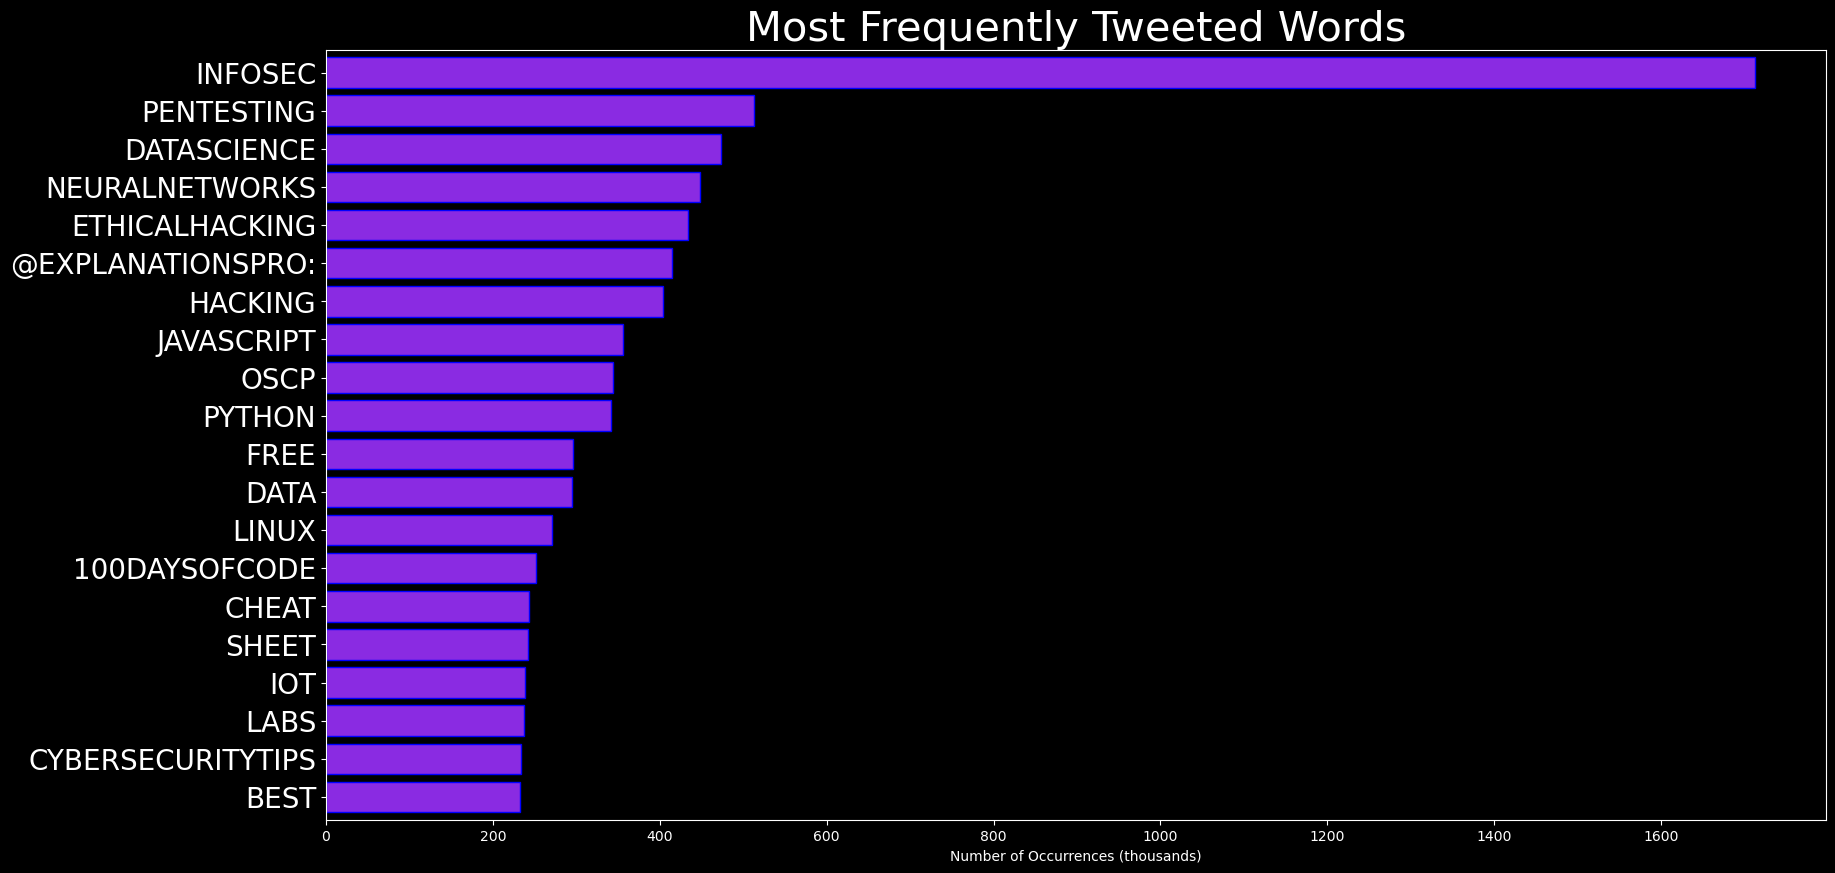 Most Frequently Tweeted Words
INFOSEC
PENTESTING
DATASCIENCE
NEURALNETWORKS
ETHICALHACKING
@EXPLANATIONSPRO:
HACKING
JAVASCRIPT
OSCP
PYTHON
FREE
DATA
LINUX
100DAYSOFCODE
CHEAT
SHEET
IOT
LABS
CYBERSECURITYTIPS
BEST
0 200 400 600 800 1000 1200 1400 1600
Number of Occurrences (thousands)